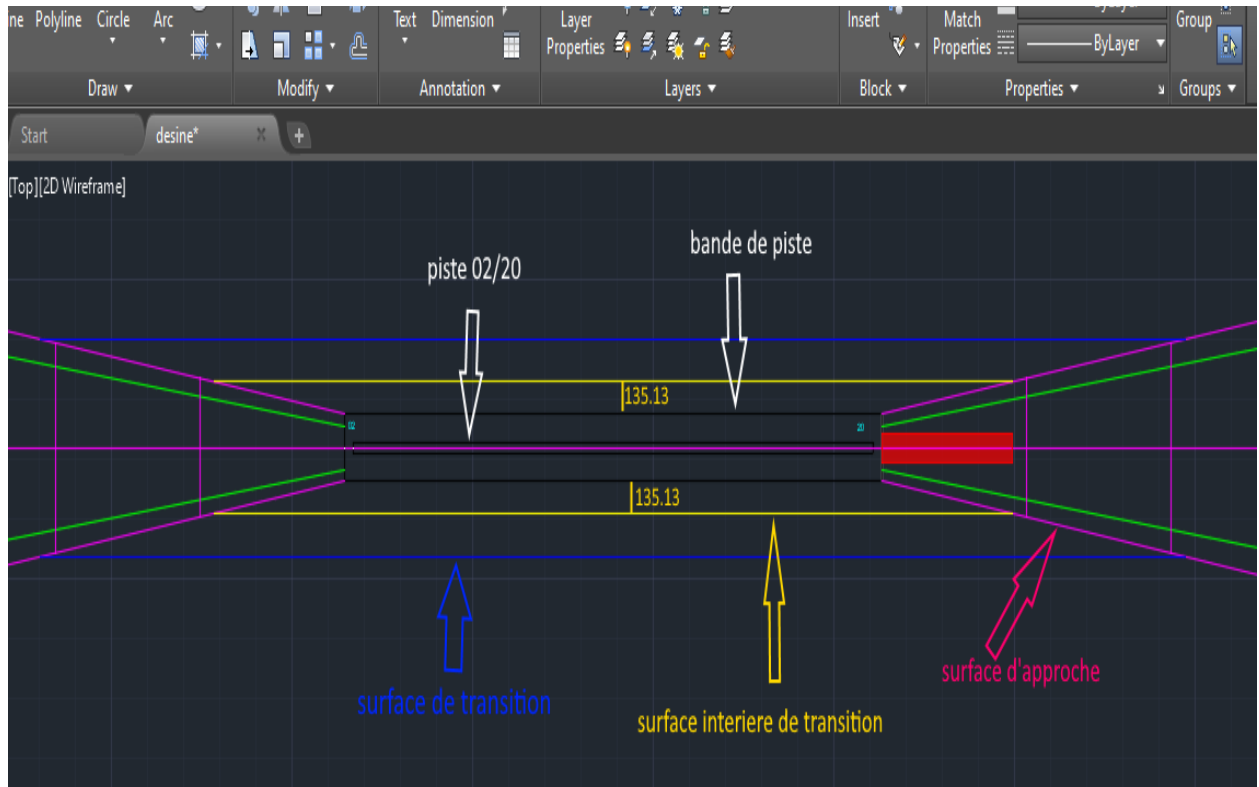 Polyline Circle Arc
Text Dimension
Layer
Properties
Insert
Match
Properties
ByLayer
Group
Draw
Modify
Annotation
Layers
Block
Properties
Groups
Start
desine*
[Top][2D Wireframe]
bande de piste
piste 02/20
135.13
02
20
135.13
surface d'approche
surface de transition
surface interiere de transition